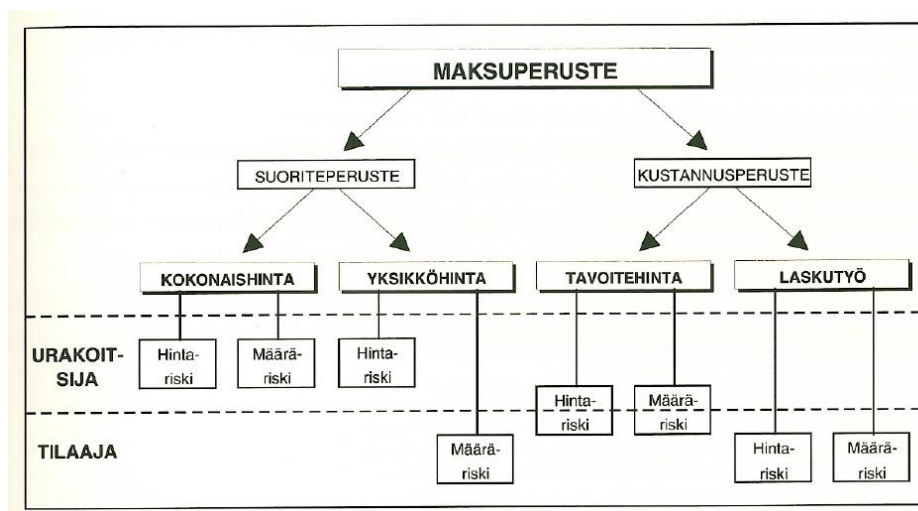 MAKSUPERUSTE
SUORITEPERUSTE
KUSTANNUSPERUSTE
KOKONAISHINTA
YKSIKKÖHINTA
TAVOITEHINTA
LASKUTYÖ
URAKOIT-
SIJA
Hinta-
riski
Määrä-
riski
Hinta-
riski
Hinta-
riski
Määrä-
riski
TILAAJA
Määrä-
riski
Hinta-
riski
Määrä-
riski